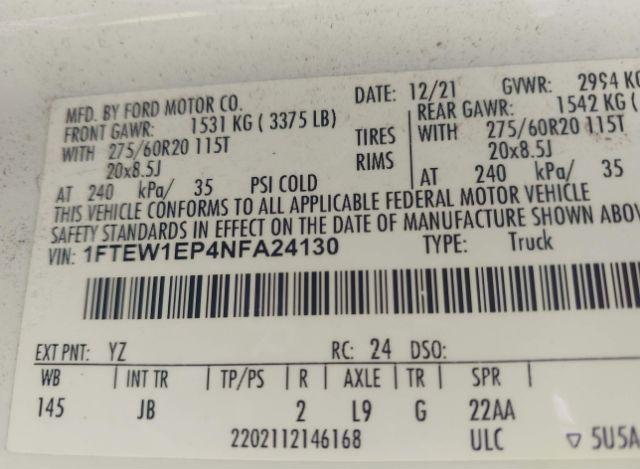 MFD. BY FORD MOTOR CO. DATE: 12/21 GVWR: 2994 KG
FRONT GAWR: 1531 KG ( 3375 LB) REAR GAWR: 1542 KG (
WITH 275/60R20 115T TIRES WITH 275/60R20 115T
20x8.5J RIMS 20x8.5J
AT 240 kPa/ 35 PSI COLD AT 240 kPa/ 35
THIS VEHICLE CONFORMS TO ALL APPLICABLE FEDERAL MOTOR VEHICLE
SAFETY STANDARDS IN EFFECT ON THE DATE OF MANUFACTURE SHOWN ABOV
VIN: 1FTEW1EP4NFA24130 TYPE: Truck
EXT PNT: YZ RC: 24 DSO:
WB | INT TR | TP/PS | R | AXLE | TR | SPR |
145 JB 2 L9 G 22AA
2202112146168 ULC ▽ 5U5A